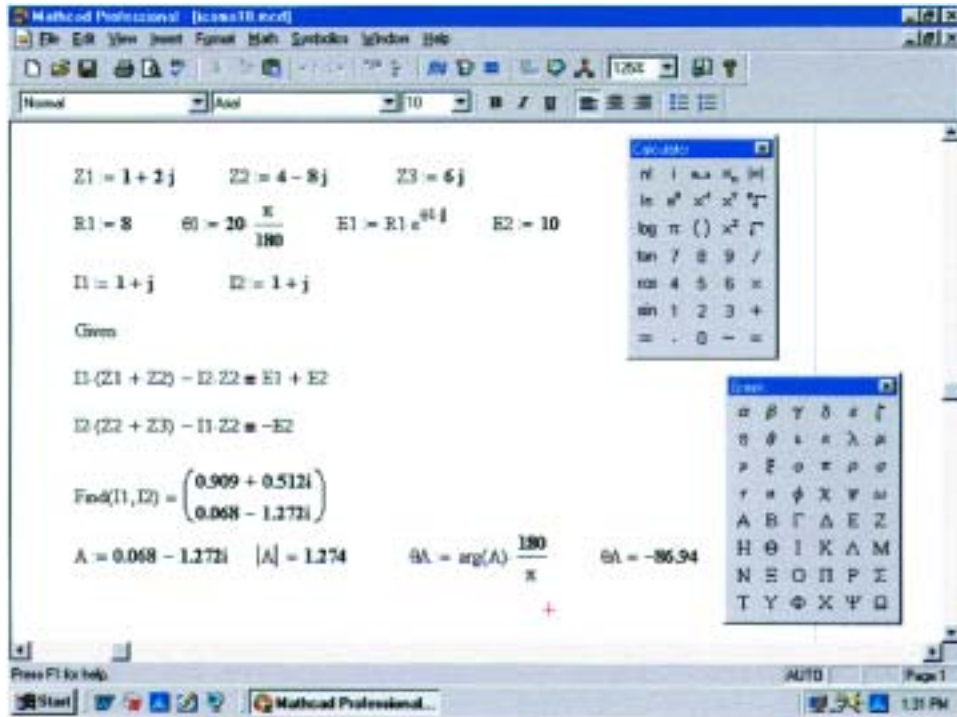 Mathcad Professional - [icama18.mcd]
File Edit View Insert Format Math Symbolics Window Help
125%
Normal Arial 10 B I U
Z1 := 1 + 2j Z2 := 4 − 8j Z3 := 6j
R1 := 8 θ1 := 20·π/180 E1 := R1·e^θ1·j E2 := 10
I1 := 1 + j I2 := 1 + j
Given
I1·(Z1 + Z2) − I2·Z2 = E1 + E2
I2·(Z2 + Z3) − I1·Z2 = −E2
Find(I1,I2) = (0.909 + 0.512i
0.068 − 1.272i)
A := 0.068 − 1.272i |A| = 1.274 θA := arg(A)·180/π θA = −86.94
Calculator
n! i
ln
log π ( ) x²
tan 7 8 9 /
cos 4 5 6 ×
sin 1 2 3 +
. 0 − =
Greek
α β γ δ ε ζ
η θ ι κ λ μ
ν ξ ο π ρ σ
τ υ φ χ ψ ω
Α Β Γ Δ Ε Ζ
Η Θ Ι Κ Λ Μ
Ν Ξ Ο Π Ρ Σ
Τ Υ Φ Χ Ψ Ω
Press F1 for help. AUTO Page 1
Start Mathcad Professional... 1:31 PM